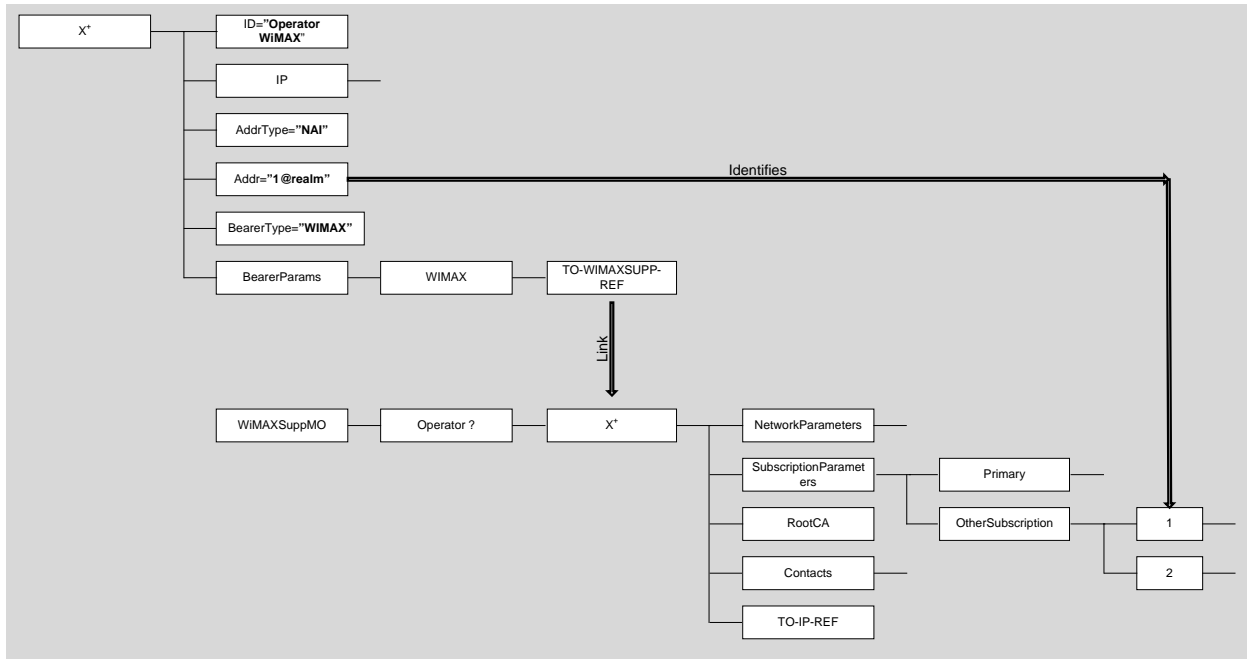 X+
ID="Operator
WiMAX"
IP
AddrType="NAI"
Addr="1@realm"
Identifies
BearerType="WIMAX"
BearerParams
WIMAX
TO-WIMAXSUPP-
REF
Link
WiMAXSuppMO
Operator ?
X+
NetworkParameters
SubscriptionParamet
ers
Primary
RootCA
OtherSubscription
1
Contacts
2
TO-IP-REF